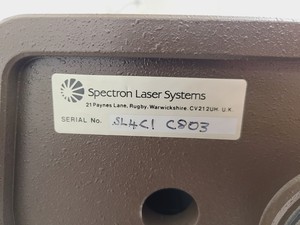 Spectron Laser Systems
21 Paynes Lane, Rugby, Warwickshire. CV212UH U.K.
SERIAL No. SL4C1 C803